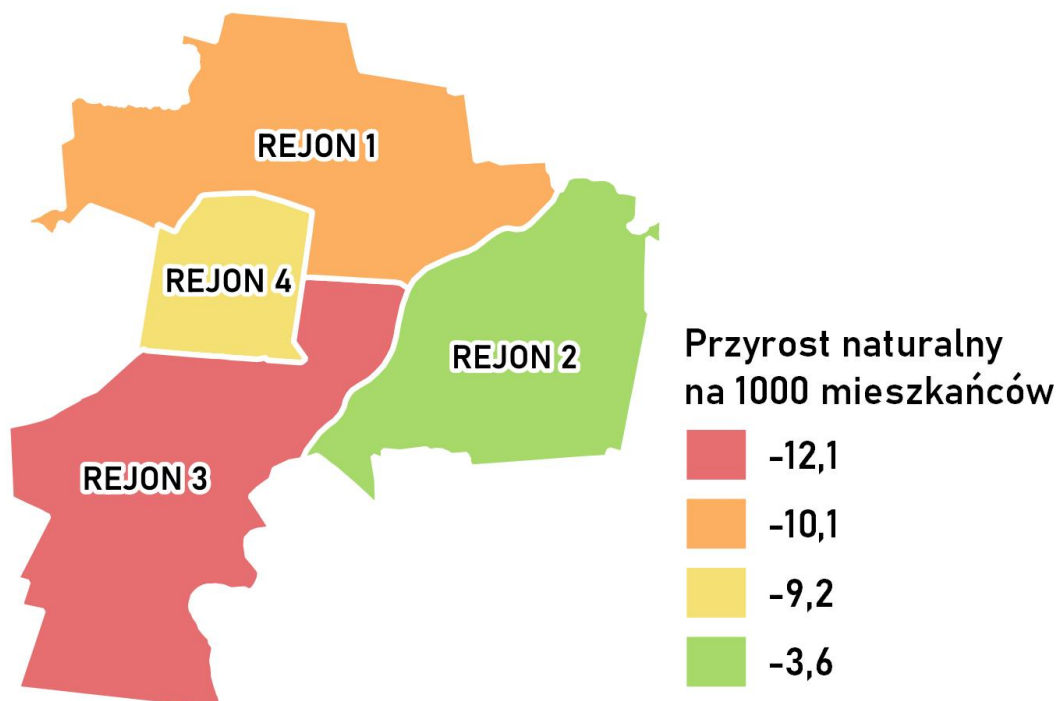 REJON 1
REJON 4
REJON 2
REJON 3
Przyrost naturalny
na 1000 mieszkańców
-12,1
-10,1
-9,2
-3,6